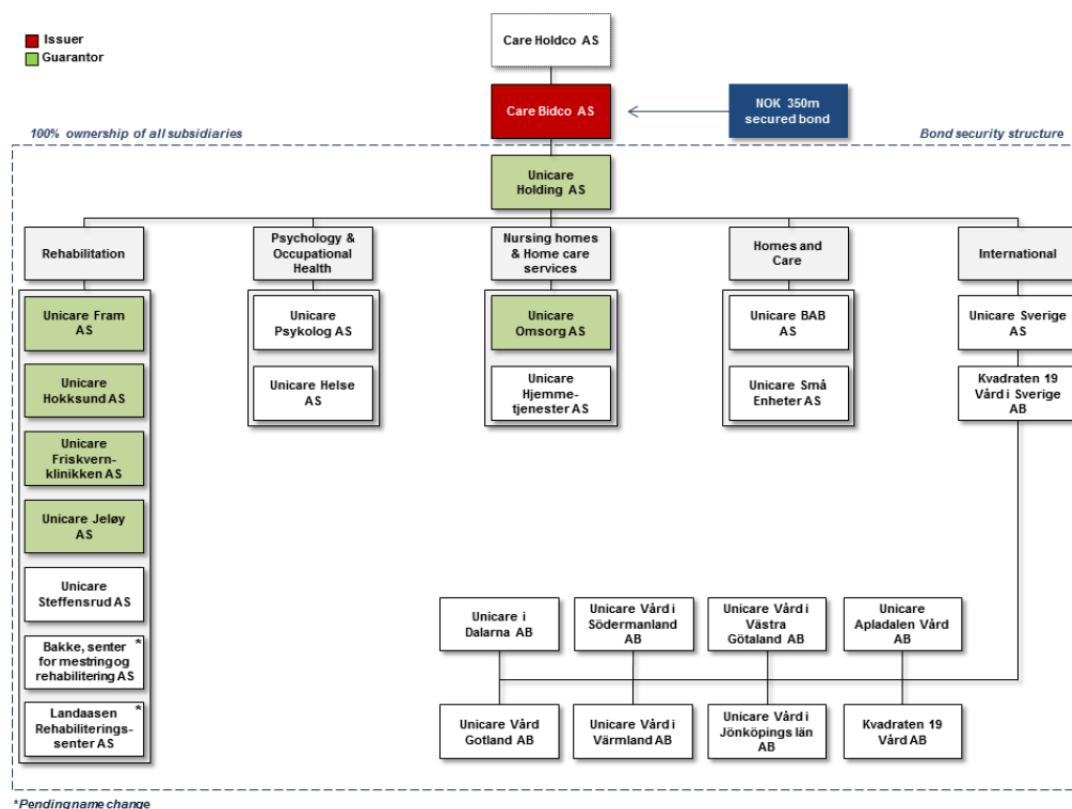 Issuer
Guarantor
Care Holdco AS
Care Bidco AS
NOK 350m
secured bond
100% ownership of all subsidiaries
Bond security structure
Unicare
Holding AS
Rehabilitation
Psychology &
Occupational
Health
Nursing homes
& Home care
services
Homes and
Care
International
Unicare Fram
AS
Unicare
Psykolog AS
Unicare
Omsorg AS
Unicare BAB
AS
Unicare Sverige
AS
Unicare
Hokksund AS
Unicare Helse
AS
Unicare
Hjemme-
tjenester AS
Unicare Små
Enheter AS
Kvadraten 19
Vård i Sverige
AB
Unicare
Friskvern-
klinikken AS
Unicare Jeløy
AS
Unicare
Steffensrud AS
Unicare i
Dalarna AB
Unicare Vård i
Södermanland
AB
Unicare Vård i
Västra
Götaland AB
Unicare
Apladalen Vård
AB
Bakke, senter *
for mestring og
rehabilitering AS
Landaasen *
Rehabiliterings-
senter AS
Unicare Vård
Gotland AB
Unicare Vård i
Värmland AB
Unicare Vård i
Jönköpings län
AB
Kvadraten 19
Vård AB
*Pending name change